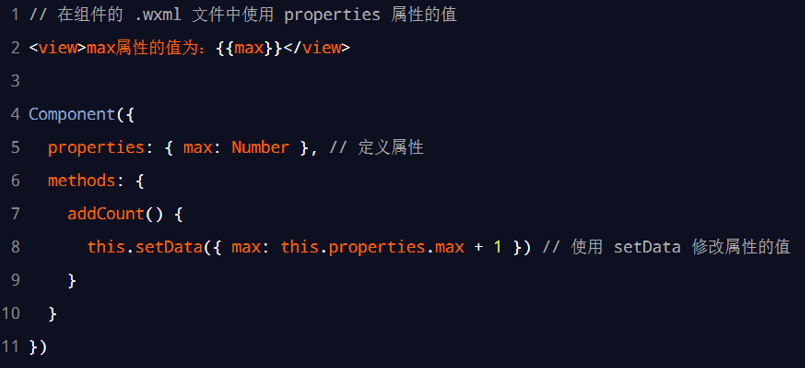 1 // 在组件的 .wxml 文件中使用 properties 属性的值
2 <view>max属性的值为：{{max}}</view>
3
4 Component({
5   properties: { max: Number }, // 定义属性
6   methods: {
7     addCount() {
8       this.setData({ max: this.properties.max + 1 }) // 使用 setData 修改属性的值
9     }
10   }
11 })